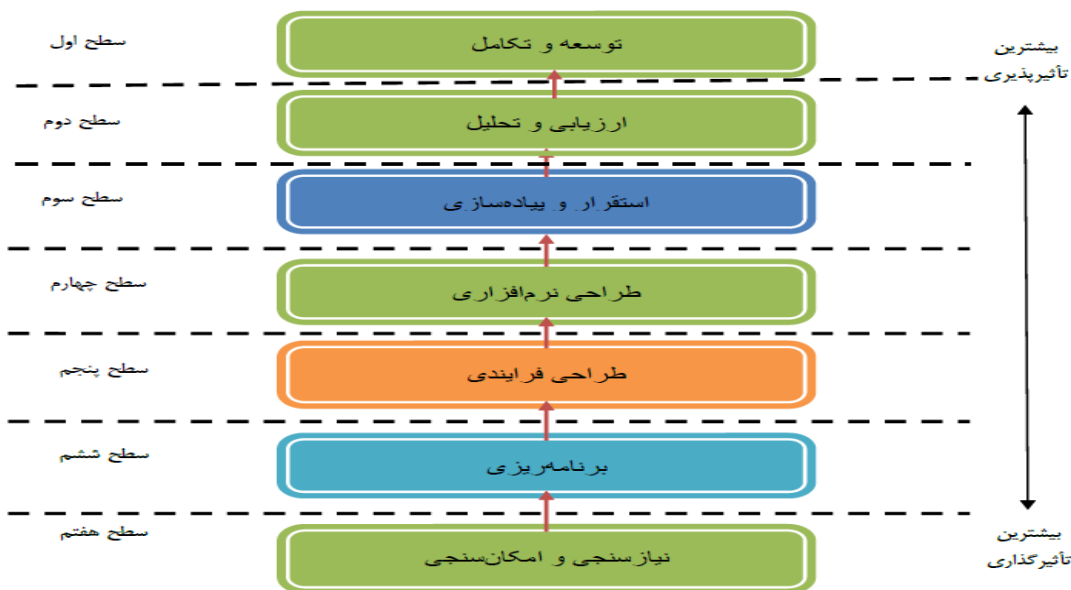 سطح اول
توسعه و تکامل
بیشترین
تأثیرپذیری
سطح دوم
ارزیابی و تحلیل
سطح سوم
استقرار و پیاده‌سازی
سطح چهارم
طراحی نرم‌افزاری
سطح پنجم
طراحی فرایندی
سطح ششم
برنامه‌ریزی
سطح هفتم
نیازسنجی و امکان‌سنجی
بیشترین
تأثیرگذاری